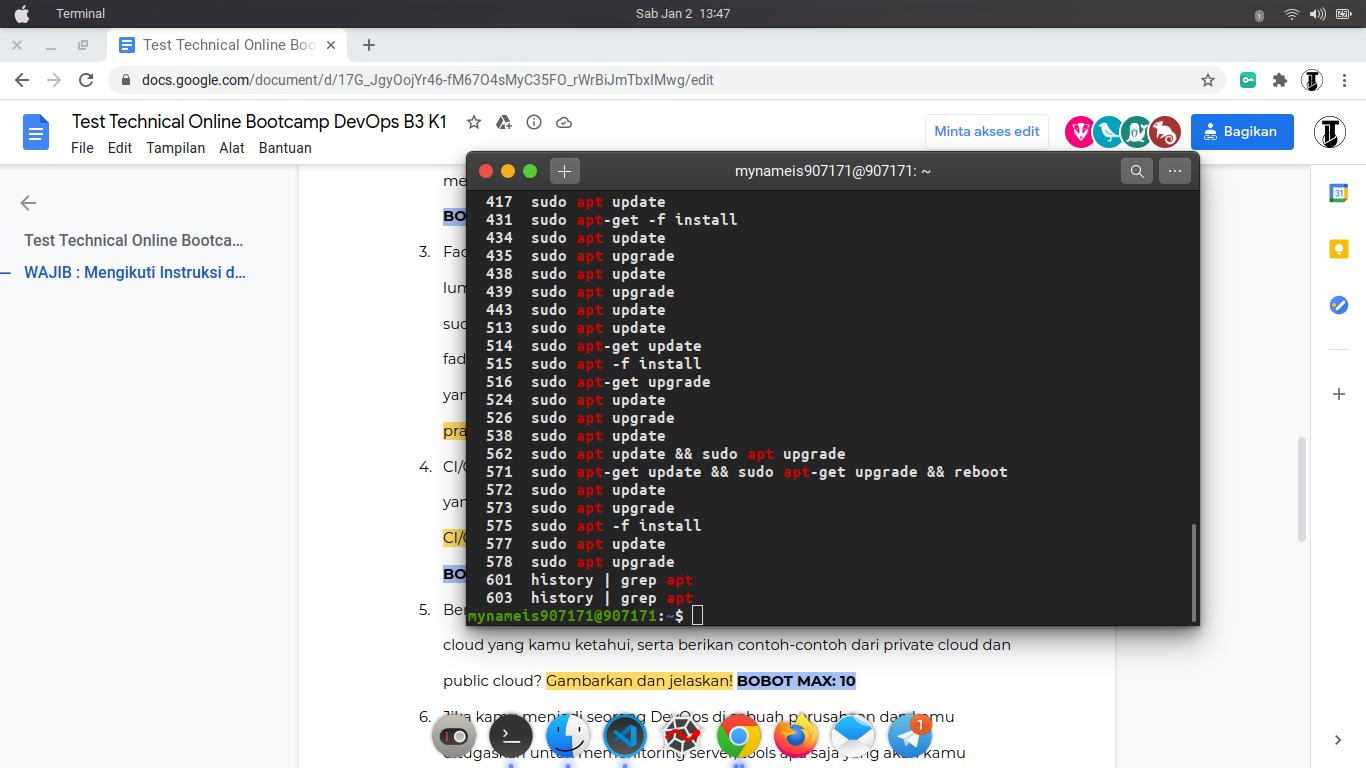 Terminal
Sab Jan 2 13:47
1
Test Technical Online Boo
docs.google.com/document/d/17G_JgyOojYr46-fM67O4sMyC35FO_rWrBiJmTbxIMwg/edit
Test Technical Online Bootcamp DevOps B3 K1
Minta akses edit
Bagikan
File Edit Tampilan Alat Bantuan
Test Technical Online Bootca...
WAJIB : Mengikuti Instruksi d...
me
BO
3. Fad
lum
sud
fad
yan
pra
4. CI/C
yan
CI/C
BO
5. Ber
mynameis907171@907171: ~
417 sudo apt update
431 sudo apt-get -f install
434 sudo apt update
435 sudo apt upgrade
438 sudo apt update
439 sudo apt upgrade
443 sudo apt update
513 sudo apt update
514 sudo apt-get update
515 sudo apt -f install
516 sudo apt-get upgrade
524 sudo apt update
526 sudo apt upgrade
538 sudo apt update
562 sudo apt update && sudo apt upgrade
571 sudo apt-get update && sudo apt-get upgrade && reboot
572 sudo apt update
573 sudo apt upgrade
575 sudo apt -f install
577 sudo apt update
578 sudo apt upgrade
601 history | grep apt
603 history | grep apt
mynameis907171@907171:~$
cloud yang kamu ketahui, serta berikan contoh-contoh dari private cloud dan
public cloud? Gambarkan dan jelaskan! BOBOT MAX: 10
6. Jika kamu menjadi seorang DevOps di sebuah perusahaan dan kamu
ditugaskan untuk memonitoring server, tools apa saja yang akan kamu
31
1